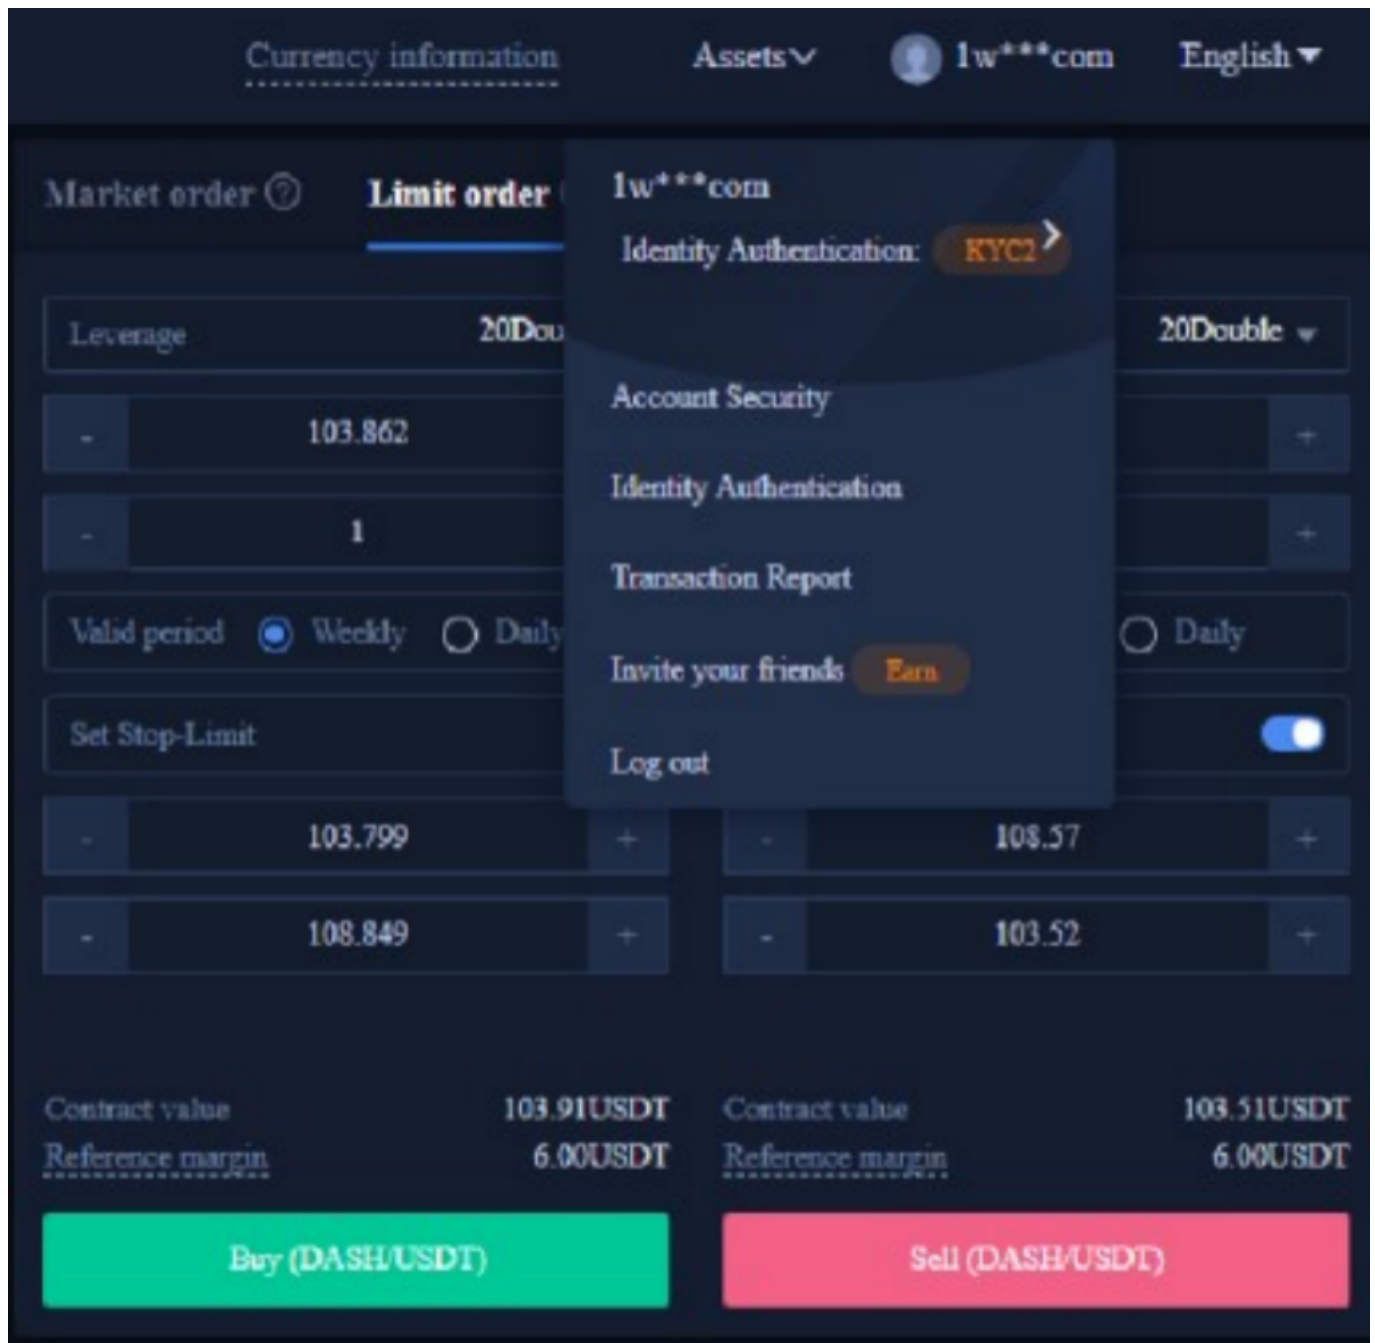 Currency information Assets 1w***com English
Market order ? Limit order
1w***com
Identity Authentication: KYC2
Leverage 20Dou 20Double
Account Security
- 103.862 +
Identity Authentication
- 1 +
Transaction Report
Valid period Weekly Daily Daily
Invite your friends Earn
Set Stop-Limit
Log out
- 103.799 + - 108.57 +
- 108.849 + - 103.52 +
Contract value 103.91USDT Contract value 103.51USDT
Reference margin 6.00USDT Reference margin 6.00USDT
Buy (DASH/USDT) Sell (DASH/USDT)